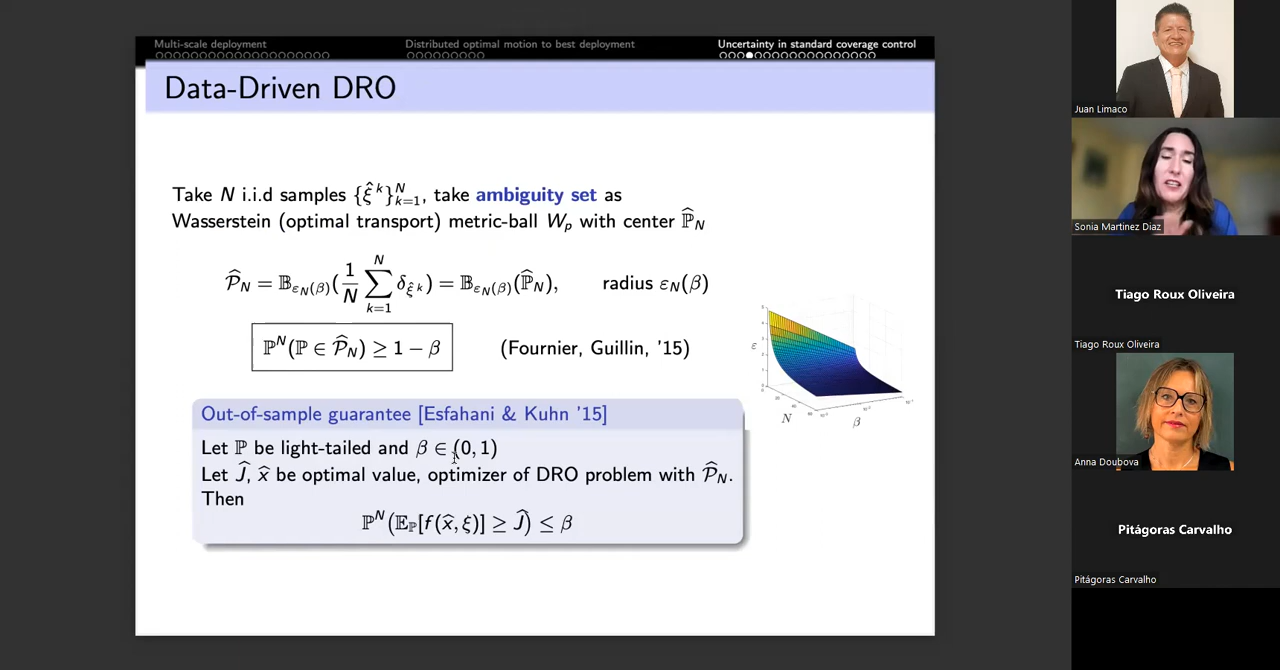 Multi-scale deployment
Distributed optimal motion to best deployment
Uncertainty in standard coverage control
Data-Driven DRO
Take N i.i.d samples {ξ̂ᵏ}ᴺₖ₌₁, take ambiguity set as
Wasserstein (optimal transport) metric-ball Wₚ with center ℙ̂_N
𝒫̂_N = 𝔹_{ε_N(β)}(1/N ∑_{k=1}^{N} δ_{ξ̂ᵏ}) = 𝔹_{ε_N(β)}(ℙ̂_N), radius ε_N(β)
ℙᴺ(ℙ ∈ 𝒫̂_N) ≥ 1 − β (Fournier, Guillin, '15)
Out-of-sample guarantee [Esfahani & Kuhn '15]
Let ℙ be light-tailed and β ∈ (0, 1)
Let Ĵ, x̂ be optimal value, optimizer of DRO problem with 𝒫̂_N.
Then
ℙᴺ(𝔼_ℙ[f(x̂, ξ)] ≥ Ĵ) ≤ β
ε
N
β
Juan Limaco
Sonia Martinez Diaz
Tiago Roux Oliveira
Tiago Roux Oliveira
Anna Doubova
Pitágoras Carvalho
Pitágoras Carvalho